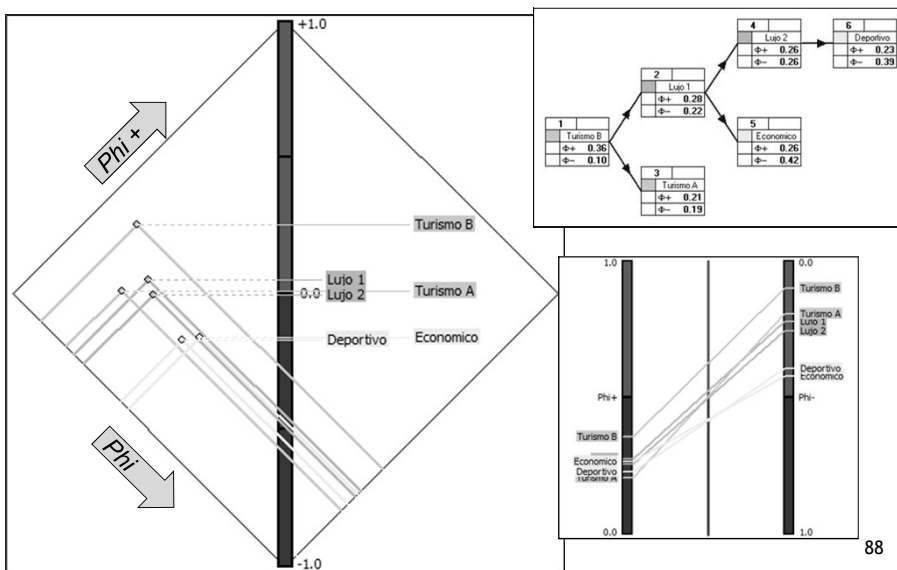 +1.0
Phi +
Turismo B
Lujo 1
0.0
Lujo 2
Turismo A
Deportivo
Economico
Phi
-1.0
1
Turismo B
Φ+ 0.36
Φ- 0.10
2
Lujo 1
Φ+ 0.28
Φ- 0.22
3
Turismo A
Φ+ 0.21
Φ- 0.19
4
Lujo 2
Φ+ 0.26
Φ- 0.26
5
Economico
Φ+ 0.26
Φ- 0.42
6
Deportivo
Φ+ 0.23
Φ- 0.39
1.0
0.0
Turismo B
Turismo A
Lujo 1
Lujo 2
Deportivo
Economico
Phi+
Phi-
Turismo B
Economico
Deportivo
Turismo A
0.0
1.0
88